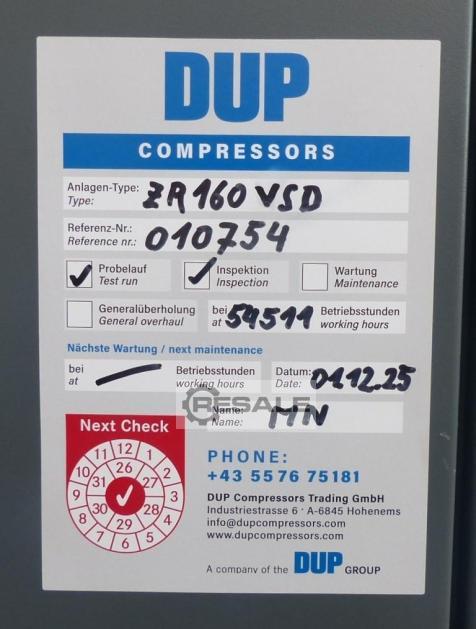 DUP
COMPRESSORS
Anlagen-Type: ZR160 VSD
Type:
Referenz-Nr.: 010754
Reference nr.:
Probelauf Inspektion Wartung
Test run Inspection Maintenance
Generalüberholung bei 54511 Betriebsstunden
General overhaul at working hours
Nächste Wartung / next maintenance
bei Betriebsstunden Datum: 01.12.25
at working hours Date:
RESALE
Name: MTN
Name:
Next Check
11 12 1
10 26 2
31 27
9 3
30 28
8 29 4
7 6 5
PHONE:
+43 5576 75181
DUP Compressors Trading GmbH
Industriestrasse 6 · A-6845 Hohenems
info@dupcompressors.com
www.dupcompressors.com
A company of the DUP GROUP